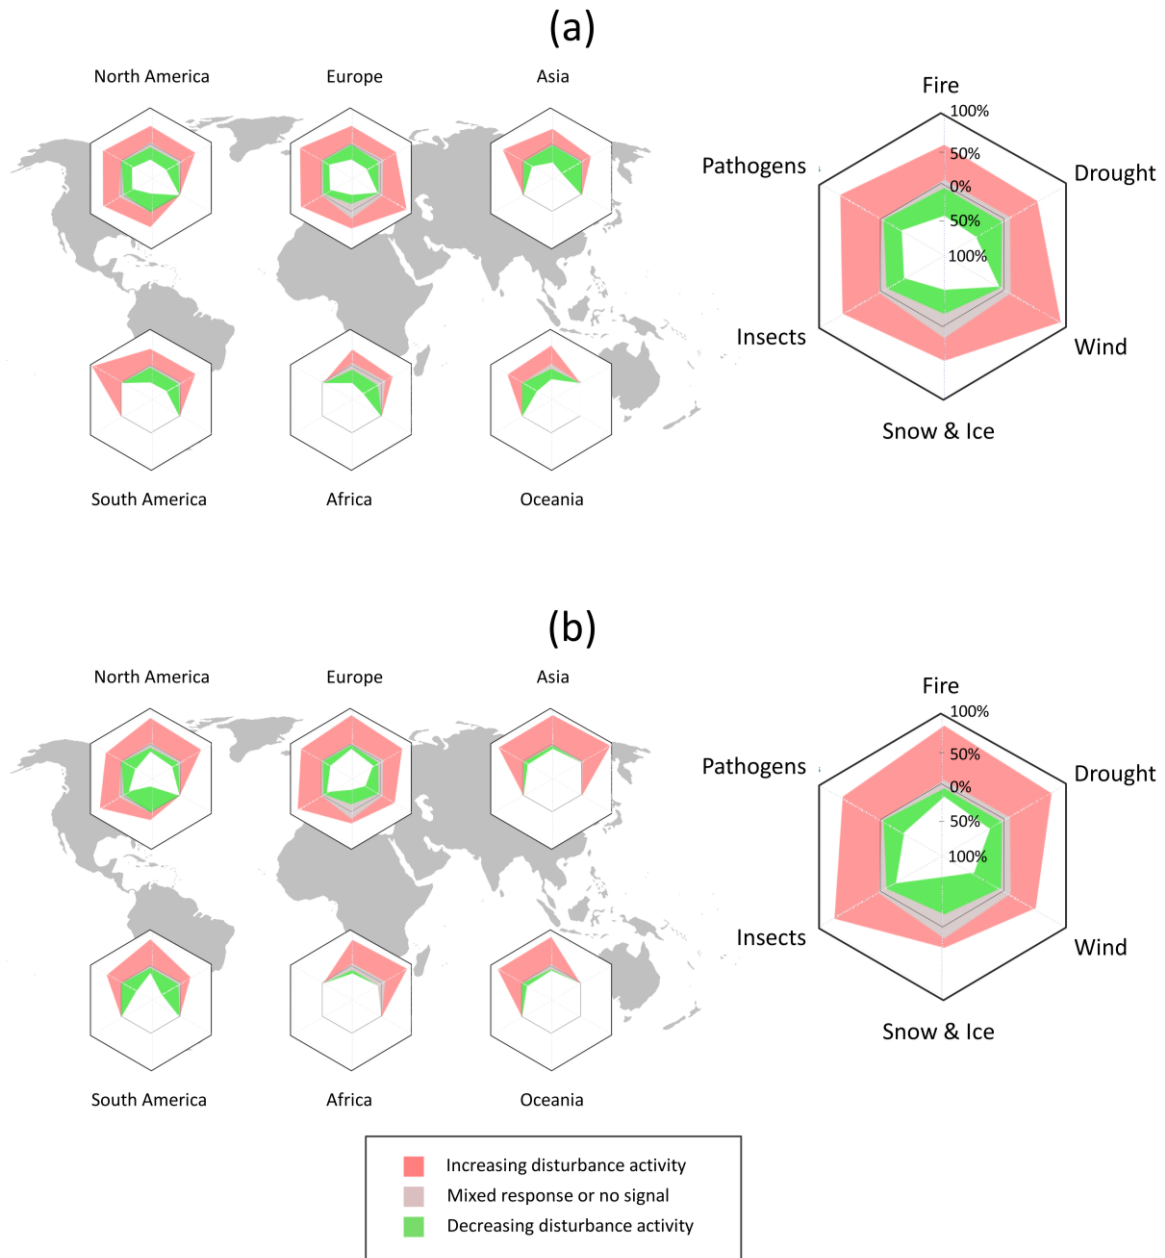 (a)
North America
Europe
Asia
South America
Africa
Oceania
Fire
100%
50%
0%
50%
100%
Pathogens
Drought
Insects
Wind
Snow & Ice
(b)
North America
Europe
Asia
South America
Africa
Oceania
Fire
100%
50%
0%
50%
100%
Pathogens
Drought
Insects
Wind
Snow & Ice
Increasing disturbance activity
Mixed response or no signal
Decreasing disturbance activity